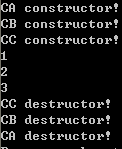 CA constructor!
CB constructor!
CC constructor!
1
2
3
CC destructor!
CB destructor!
CA destructor!